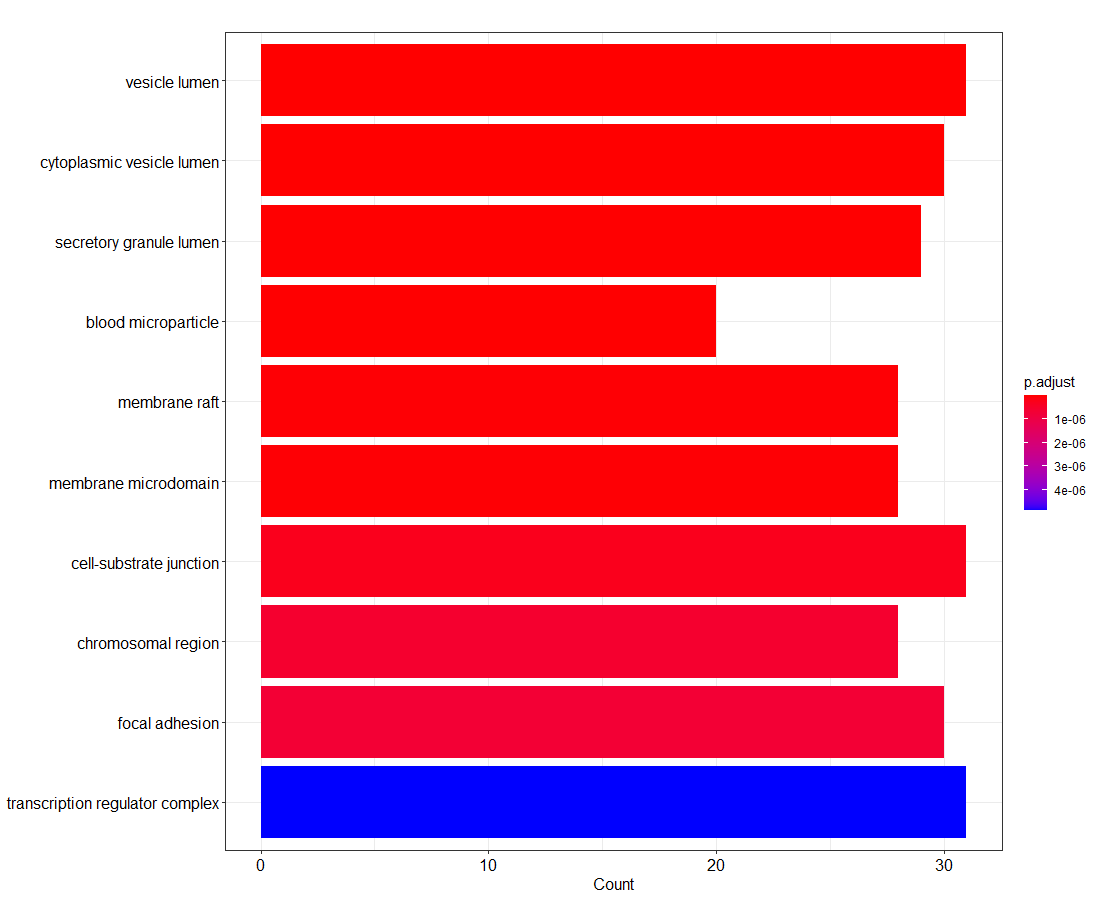 vesicle lumen
cytoplasmic vesicle lumen
secretory granule lumen
blood microparticle
membrane raft
membrane microdomain
cell-substrate junction
chromosomal region
focal adhesion
transcription regulator complex
0 10 20 30
Count
p.adjust
1e-06
2e-06
3e-06
4e-06